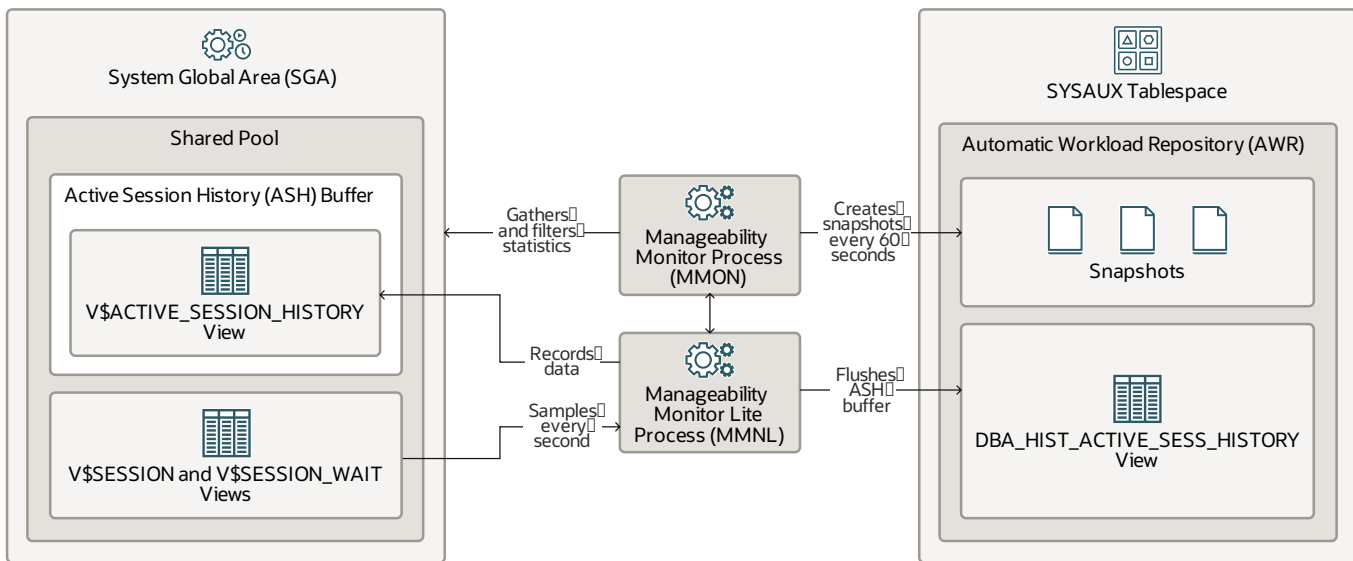 System Global Area (SGA)
Shared Pool
Active Session History (ASH) Buffer
V$ACTIVE_SESSION_HISTORY
View
V$SESSION and V$SESSION_WAIT
Views
Gathers
and filters
statistics
Records
data
Samples
every
second
Manageability
Monitor Process
(MMON)
Manageability
Monitor Lite
Process (MMNL)
Creates
snapshots
every 60
seconds
Flushes
ASH
buffer
SYSAUX Tablespace
Automatic Workload Repository (AWR)
Snapshots
DBA_HIST_ACTIVE_SESS_HISTORY
View